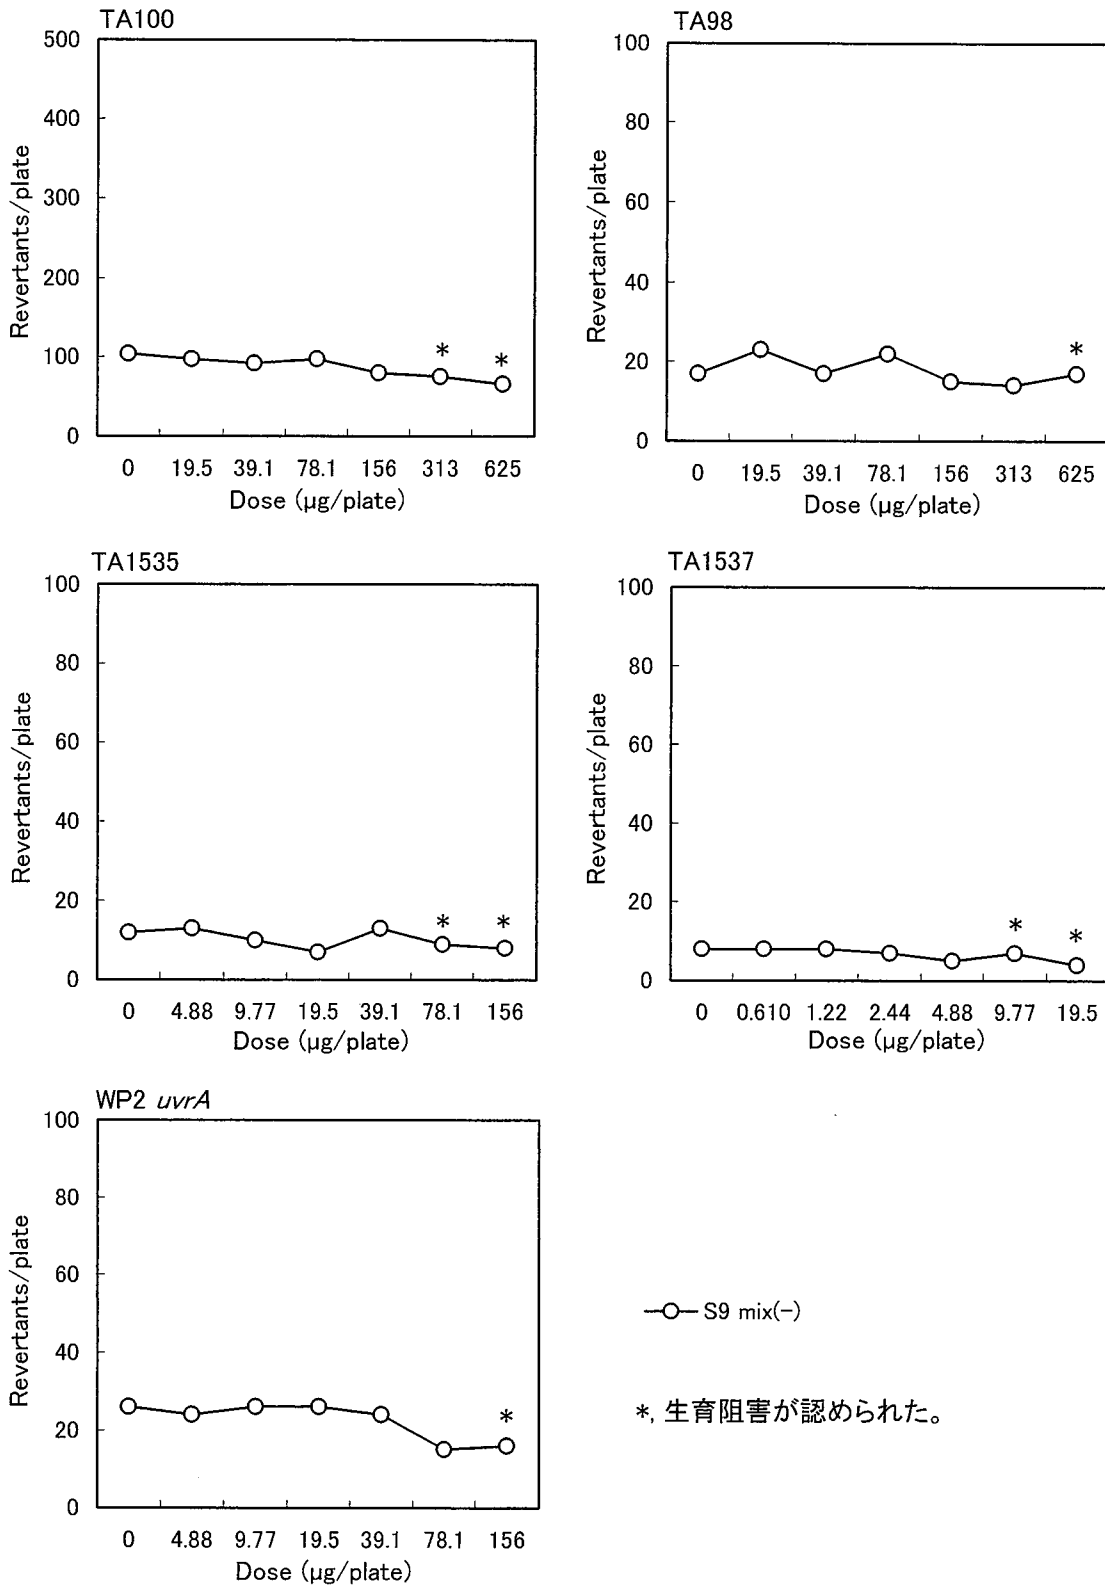 TA100
500
400
300
200
100
0
Revertants/plate
* *
0 19.5 39.1 78.1 156 313 625
Dose (µg/plate)
TA98
100
80
60
40
20
0
Revertants/plate
*
0 19.5 39.1 78.1 156 313 625
Dose (µg/plate)
TA1535
100
80
60
40
20
0
Revertants/plate
* *
0 4.88 9.77 19.5 39.1 78.1 156
Dose (µg/plate)
TA1537
100
80
60
40
20
0
Revertants/plate
* *
0 0.610 1.22 2.44 4.88 9.77 19.5
Dose (µg/plate)
WP2 uvrA
100
80
60
40
20
0
Revertants/plate
*
0 4.88 9.77 19.5 39.1 78.1 156
Dose (µg/plate)
S9 mix(-)
*, 生育阻害が認められた。